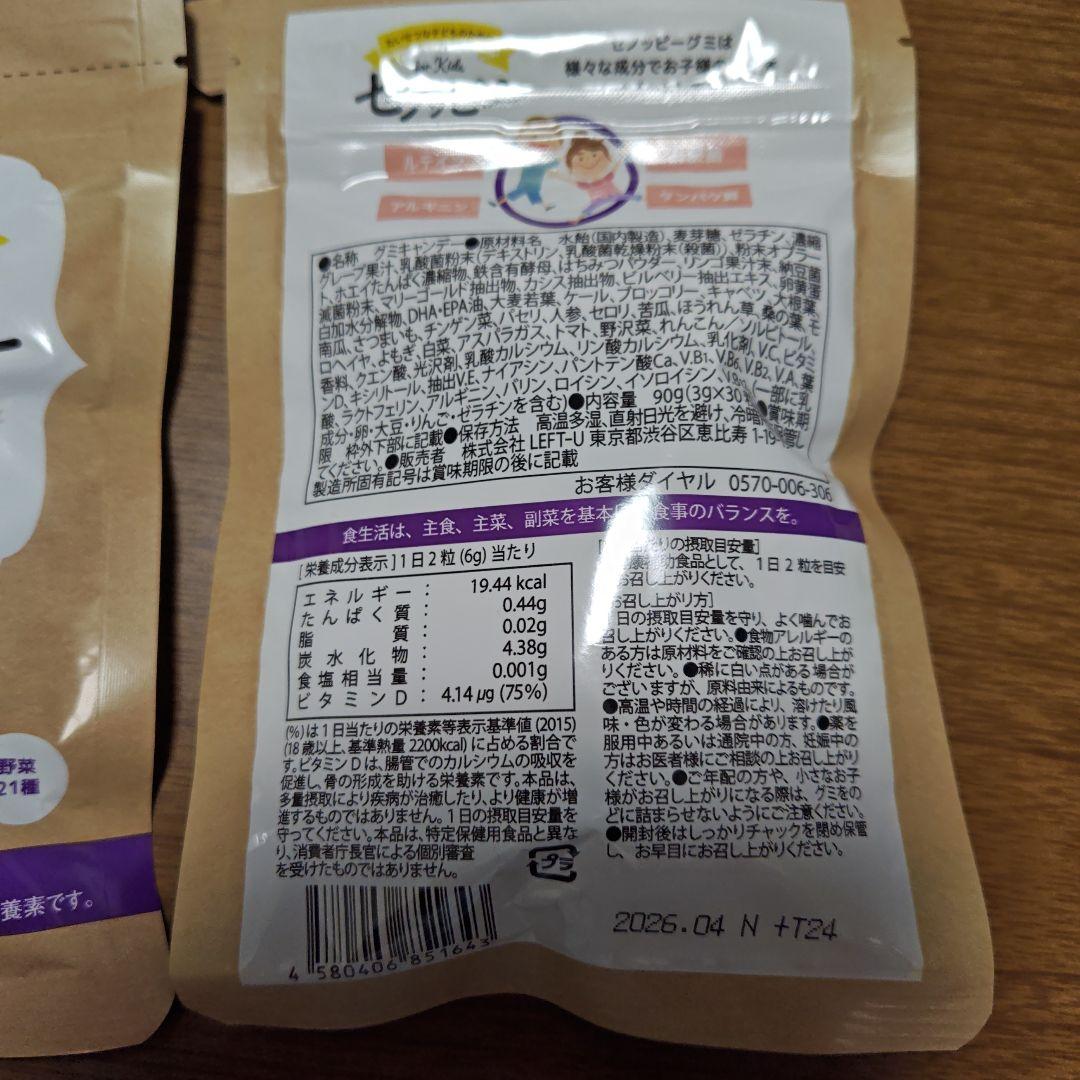 for Kids
セノッピー
セノッピーグミは
様々な成分でお子様の
アルギニン
タンパク質
●名称 グミキャンデー●原材料名 水飴(国内製造)、麦芽糖、ゼラチン、濃縮
グレープ果汁、乳酸菌粉末(デキストリン、乳酸菌乾燥粉末(殺菌))、粉末オブラー
ト、ホエイたんぱく濃縮物、鉄含有酵母、はちみつパウダー、リンゴ果汁末、納豆菌
滅菌粉末、マリーゴールド抽出物、カシス抽出物、ビルベリー抽出エキス、卵黄蛋
白加水分解物、DHA・EPA油、大麦若葉、ケール、ブロッコリー、キャベツ、大根葉、
南瓜、さつまいも、チンゲン菜、パセリ、人参、セロリ、苦瓜、ほうれん草、桑の葉、モ
ロヘイヤ、よもぎ、白菜、アスパラガス、トマト、野沢菜、れんこん/ソルビトール、
香料、クエン酸、光沢剤、乳酸カルシウム、リン酸カルシウム、乳化剤、V.C、ビタミ
ンD、キシリトール、抽出V.E、ナイアシン、パントテン酸Ca、V.B₁、V.B₆、V.B₂、V.A、葉
酸、ラクトフェリン、アルギニン、バリン、ロイシン、イソロイシン、(一部に乳
成分・卵・大豆・りんご・ゼラチンを含む)●内容量 90g(3g×30 ●賞味期
限 枠外下部に記載●保存方法 高温多湿、直射日光を避け、冷暗 し
てください。●販売者 株式会社 LEFT-U 東京都渋谷区恵比寿 1-19
製造所固有記号は賞味期限の後に記載
お客様ダイヤル 0570-006-306
食生活は、主食、主菜、副菜を基本 食事のバランスを。
[栄養成分表示]1日2粒(6g)当たり
エネルギー: 19.44 kcal
たんぱく質: 0.44g
脂質: 0.02g
炭水化物: 4.38g
食塩相当量: 0.001g
ビタミンD: 4.14 μg (75%)
(%)は1日当たりの栄養素等表示基準値(2015)
(18歳以上、基準熱量2200kcal)に占める割合で
す。ビタミンDは、腸管でのカルシウムの吸収を
促進し、骨の形成を助ける栄養素です。本品は、
多量摂取により疾病が治癒したり、より健康が増
進するものではありません。1日の摂取目安量を
守ってください。本品は、特定保健用食品と異な
り、消費者庁長官による個別審査
を受けたものではありません。
りの摂取目安量]
補助食品として、1日2粒を目安
お召し上がりください。
お召し上がり方]
日の摂取目安量を守り、よく噛んでお
召し上がりください。●食物アレルギーの
ある方は原材料をご確認の上お召し上が
りください。●稀に白い点がある場合が
ございますが、原料由来によるものです。
●高温や時間の経過により、溶けたり風
味・色が変わる場合があります。●薬を
服用中あるいは通院中の方、妊娠中の
方はお医者様にご相談の上お召し上がり
ください。●ご年配の方や、小さなお子
様がお召し上がりになる際は、グミをの
どに詰まらせないようにご注意ください。
●開封後はしっかりチャックを閉め保管
し、お早目にお召し上がりください。
プラ
4 580406 851643
2026.04 N +T24
野菜
21種
養素です。